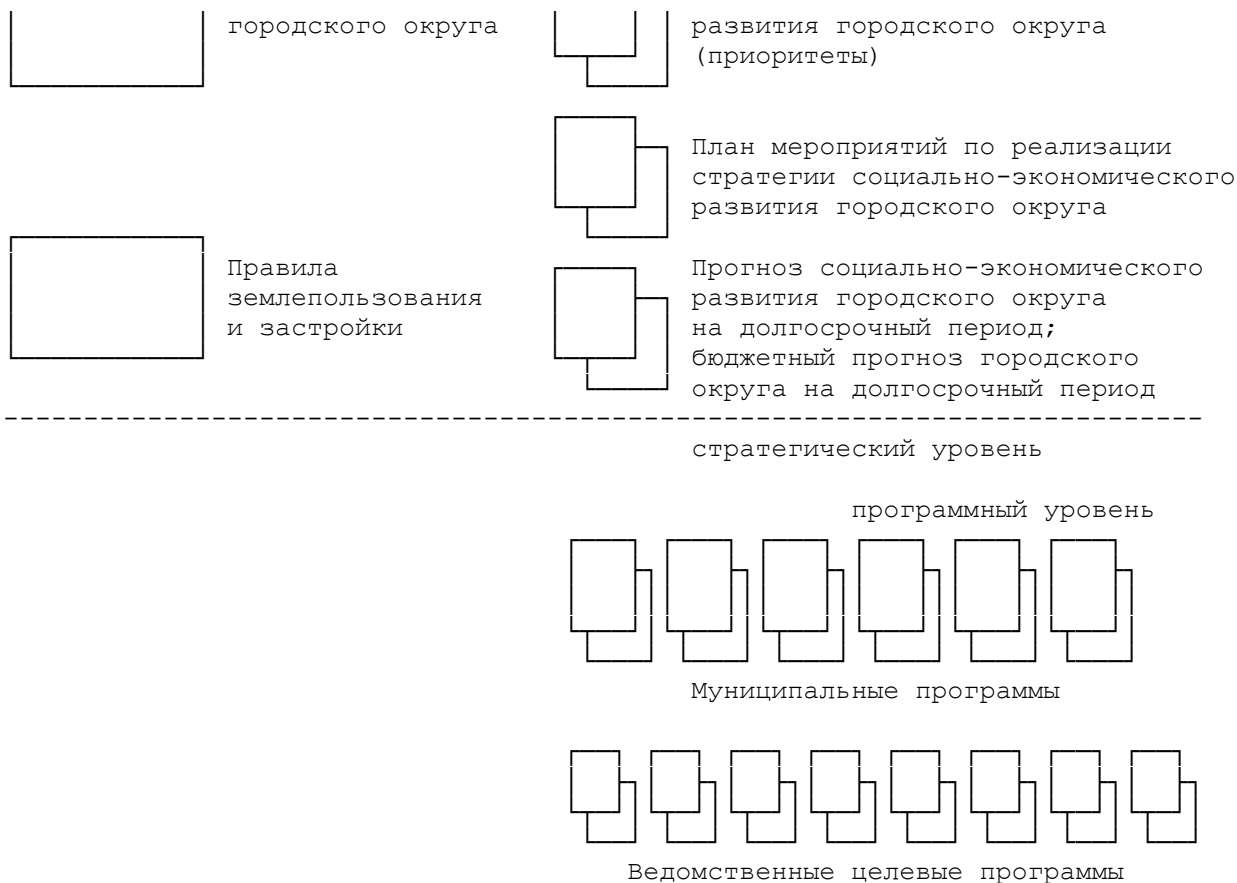 городского округа
развития городского округа
(приоритеты)
План мероприятий по реализации
стратегии социально-экономического
развития городского округа
Правила
землепользования
и застройки
Прогноз социально-экономического
развития городского округа
на долгосрочный период;
бюджетный прогноз городского
округа на долгосрочный период
стратегический уровень
программный уровень
Муниципальные программы
Ведомственные целевые программы